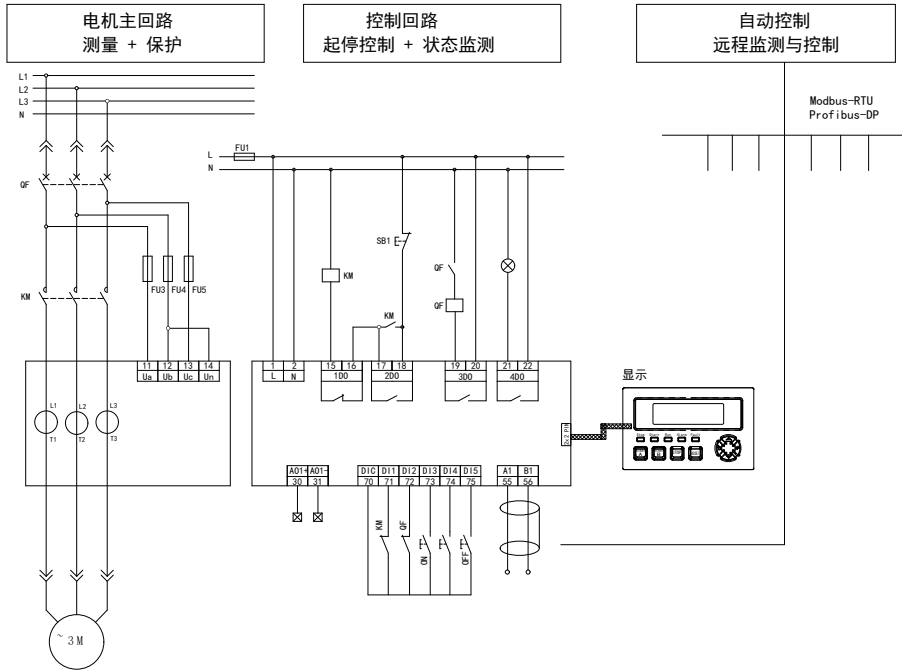 电机主回路
测量 + 保护
控制回路
起停控制 + 状态监测
自动控制
远程监测与控制
L1
L2
L3
N
Modbus-RTU
Profibus-DP
L
FU1
N
QF
SB1
QF
KM
KM
FU3
FU4
FU5
KM
QF
11 12 13 14
Ua Ub Uc Un
1 2 15 16 17 18 19 20 21 22
L N 1DO 2DO 3DO 4DO
显示
L1
L2
L3
T1
T2
T3
2x2 PIN
Stop
Run
AO1+ AO1- DIC DI1 DI2 DI3 DI4 DI5 A1 B1
30 31 70 71 72 73 74 75 55 56
KM
QF
ON
OFF
~ 3 M